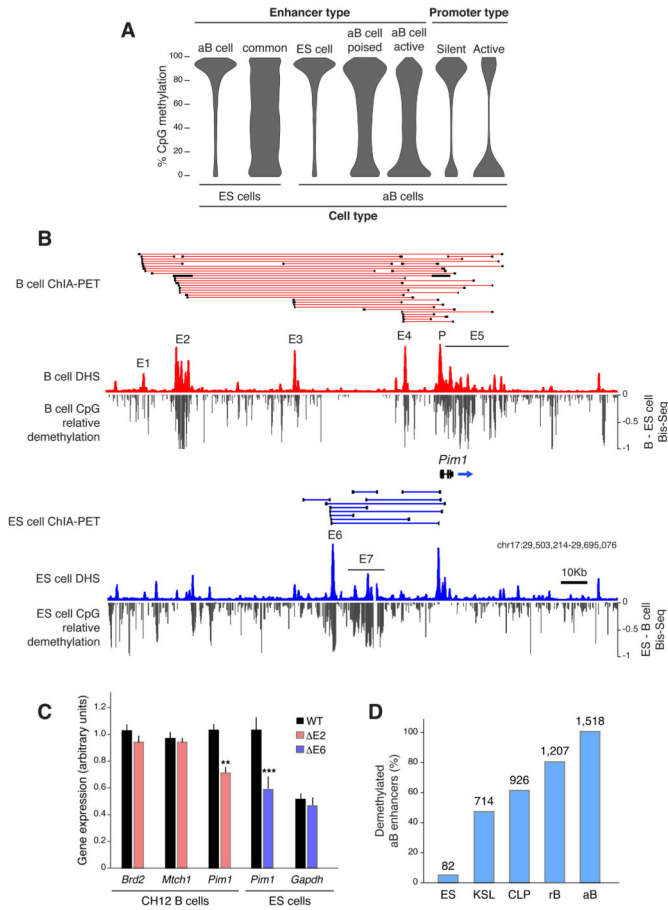 Enhancer type
Promoter type
A
aB cell
common
ES cell
aB cell
poised
aB cell
active
Silent
Active
% CpG methylation
100
80
60
40
20
0
ES cells
aB cells
Cell type
B
B cell ChIA-PET
E1
E2
E3
E4
P
E5
B cell DHS
B cell CpG
relative
demethylation
0
-0.5
-1
B - ES cell
Bis-Seq
Pim1
ES cell ChIA-PET
E6
E7
chr17:29,503,214-29,695,076
10Kb
ES cell DHS
ES cell CpG
relative
demethylation
0
-0.5
-1
ES - B cell
Bis-Seq
C
Gene expression (arbitrary units)
1.2
1.0
0.8
0.6
0.4
0.2
0
WT
ΔE2
ΔE6
**
***
Brd2
Mtch1
Pim1
Pim1
Gapdh
CH12 B cells
ES cells
D
Demethylated
aB enhancers (%)
100
80
60
40
20
0
82
714
926
1,207
1,518
ES
KSL
CLP
rB
aB